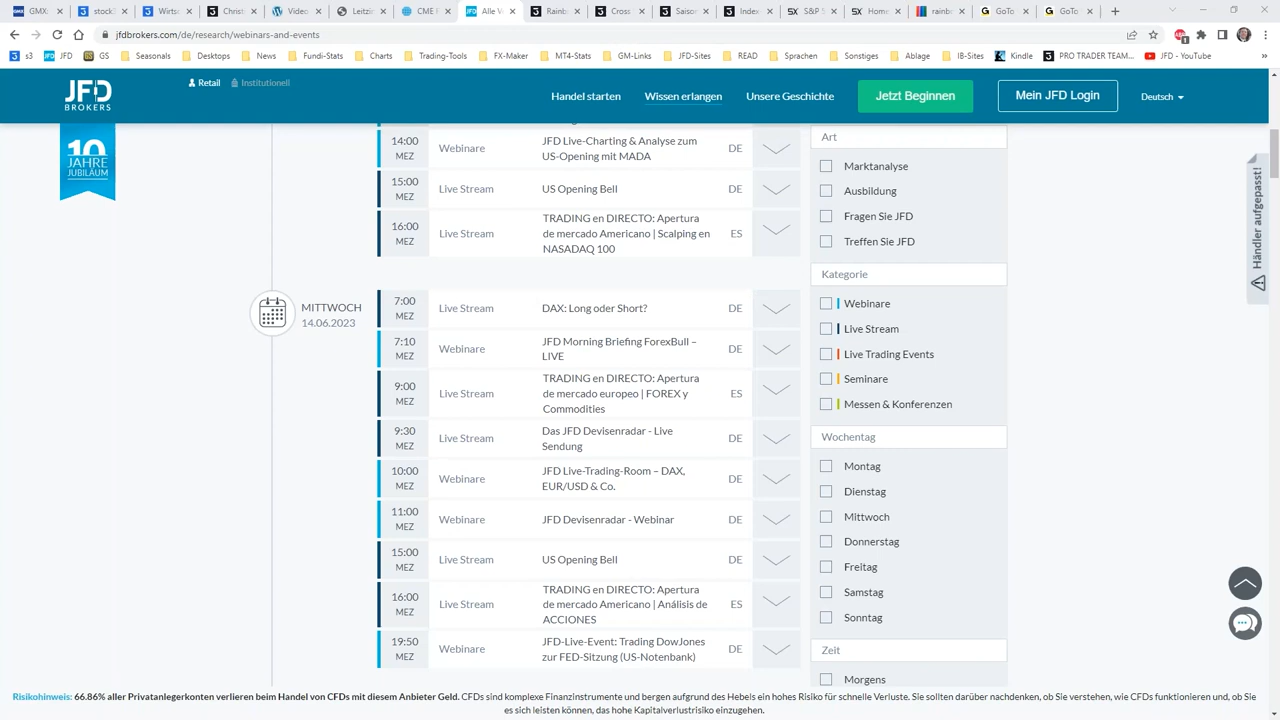 GMX
stock3
Wirts
Christ
Video
Leitzin
CME F
Alle V
Rainb
Cross
Saison
Index
S&P 5
Home
rainb
GoTo
GoTo
jfdbrokers.com/de/research/webinars-and-events
s3
JFD
GS
Seasonals
Desktops
News
Fundi-Stats
Charts
Trading-Tools
FX-Maker
MT4-Stats
GM-Links
JFD-Sites
READ
Sprachen
Sonstiges
Ablage
IB-Sites
Kindle
PRO TRADER TEAM...
JFD - YouTube
JFD
BROKERS
Retail
Institutionell
Handel starten
Wissen erlangen
Unsere Geschichte
Jetzt Beginnen
Mein JFD Login
Deutsch
10
JAHRE
JUBILÄUM
14:00
MEZ
Webinare
JFD Live-Charting & Analyse zum
US-Opening mit MADA
DE
15:00
MEZ
Live Stream
US Opening Bell
DE
16:00
MEZ
Live Stream
TRADING en DIRECTO: Apertura
de mercado Americano | Scalping en
NASADAQ 100
ES
MITTWOCH
14.06.2023
7:00
MEZ
Live Stream
DAX: Long oder Short?
DE
7:10
MEZ
Webinare
JFD Morning Briefing ForexBull –
LIVE
DE
9:00
MEZ
Live Stream
TRADING en DIRECTO: Apertura
de mercado europeo | FOREX y
Commodities
ES
9:30
MEZ
Live Stream
Das JFD Devisenradar - Live
Sendung
DE
10:00
MEZ
Webinare
JFD Live-Trading-Room – DAX,
EUR/USD & Co.
DE
11:00
MEZ
Webinare
JFD Devisenradar - Webinar
DE
15:00
MEZ
Live Stream
US Opening Bell
DE
16:00
MEZ
Live Stream
TRADING en DIRECTO: Apertura
de mercado Americano | Análisis de
ACCIONES
ES
19:50
MEZ
Webinare
JFD-Live-Event: Trading DowJones
zur FED-Sitzung (US-Notenbank)
DE
Art
Marktanalyse
Ausbildung
Fragen Sie JFD
Treffen Sie JFD
Kategorie
Webinare
Live Stream
Live Trading Events
Seminare
Messen & Konferenzen
Wochentag
Montag
Dienstag
Mittwoch
Donnerstag
Freitag
Samstag
Sonntag
Zeit
Morgens
Händler aufgepasst!
Risikohinweis: 66.86% aller Privatanlegerkonten verlieren beim Handel von CFDs mit diesem Anbieter Geld. CFDs sind komplexe Finanzinstrumente und bergen aufgrund des Hebels ein hohes Risiko für schnelle Verluste. Sie sollten darüber nachdenken, ob Sie verstehen, wie CFDs funktionieren und, ob Sie
es sich leisten können, das hohe Kapitalverlustrisiko einzugehen.